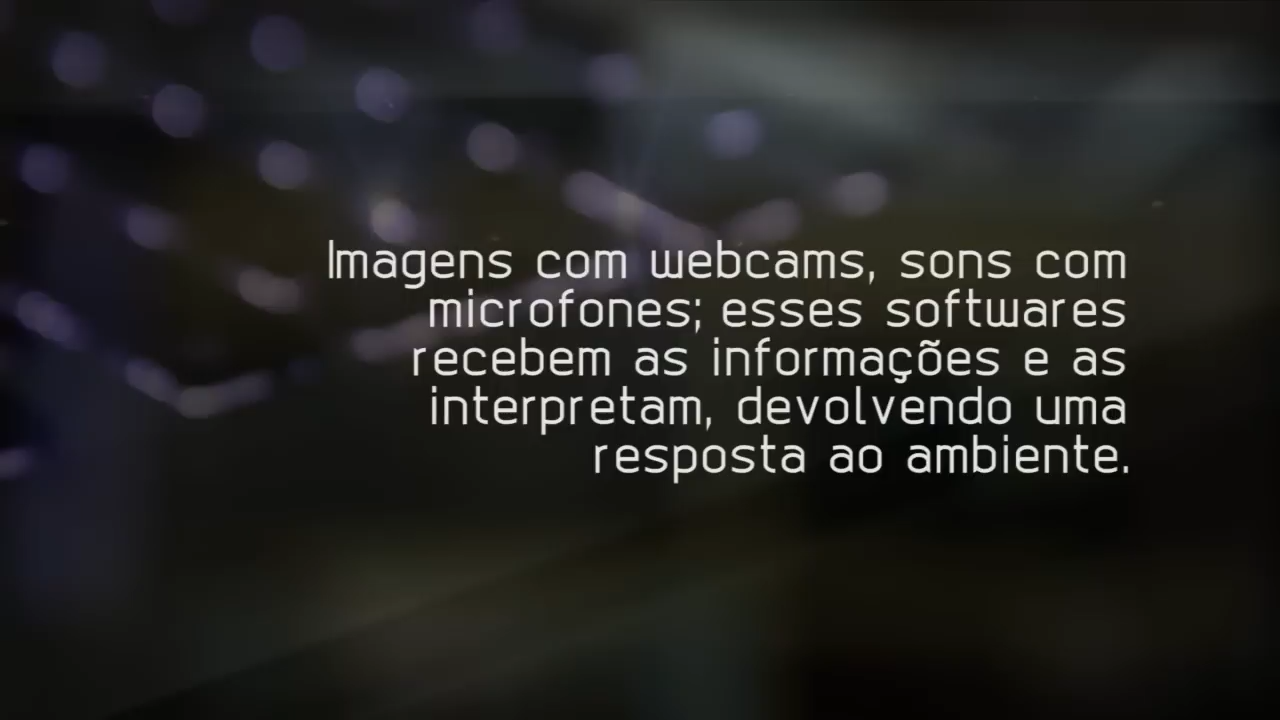 Imagens com webcams, sons com
microfones; esses softwares
recebem as informações e as
interpretam, devolvendo uma
resposta ao ambiente.